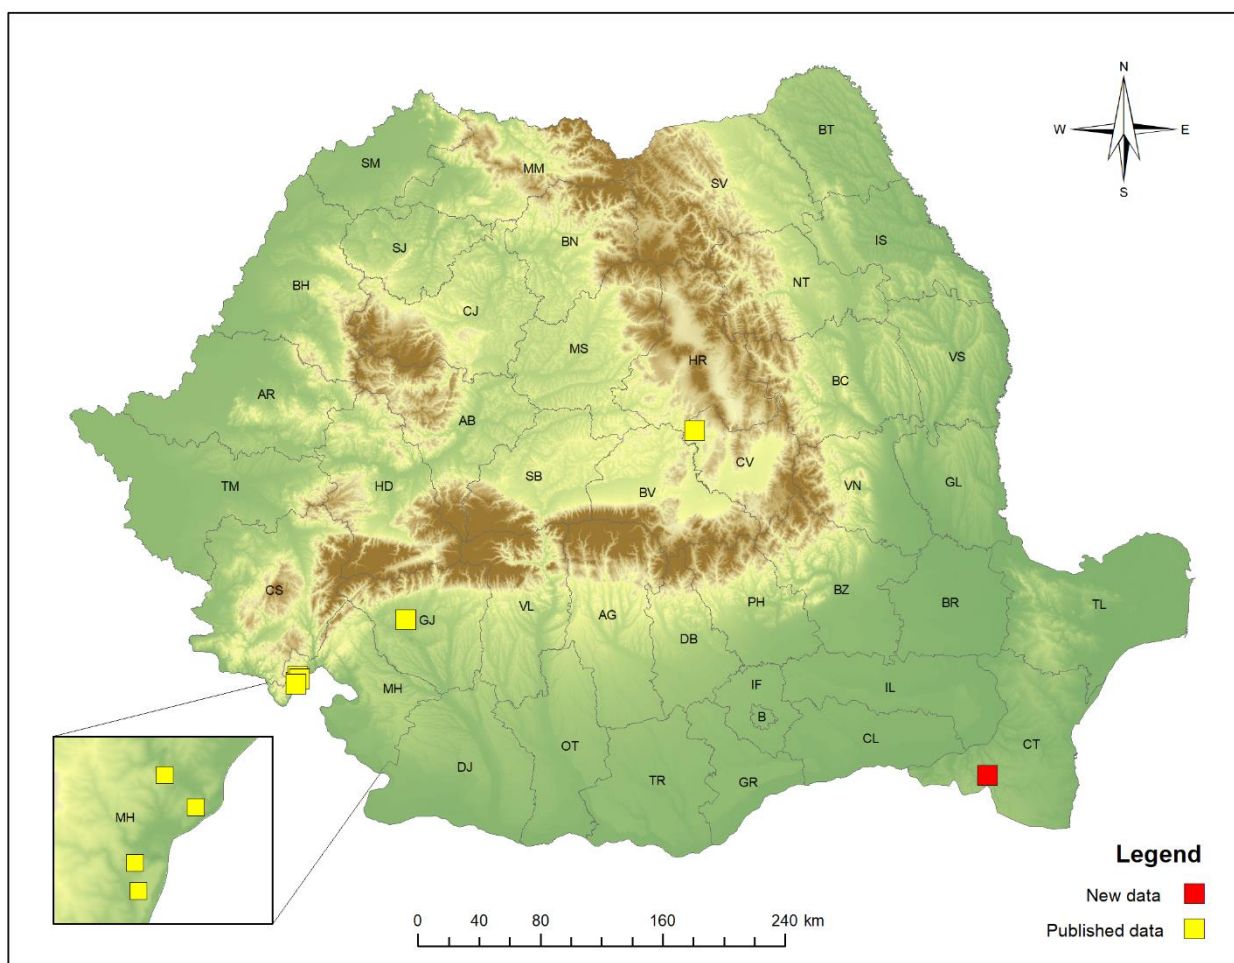 N
W E
S
BT
SM
MM
SV
BN
IS
SJ
BH
NT
CJ
MS
VS
HR
BC
AR
AB
CV
SB
TM
HD
VN
GL
BV
CS
BZ
BR
TL
VL
AG
PH
GJ
DB
MH
IF
IL
B
CL
CT
OT
DJ
TR
GR
MH
Legend
New data
Published data
0 40 80 160 240 km